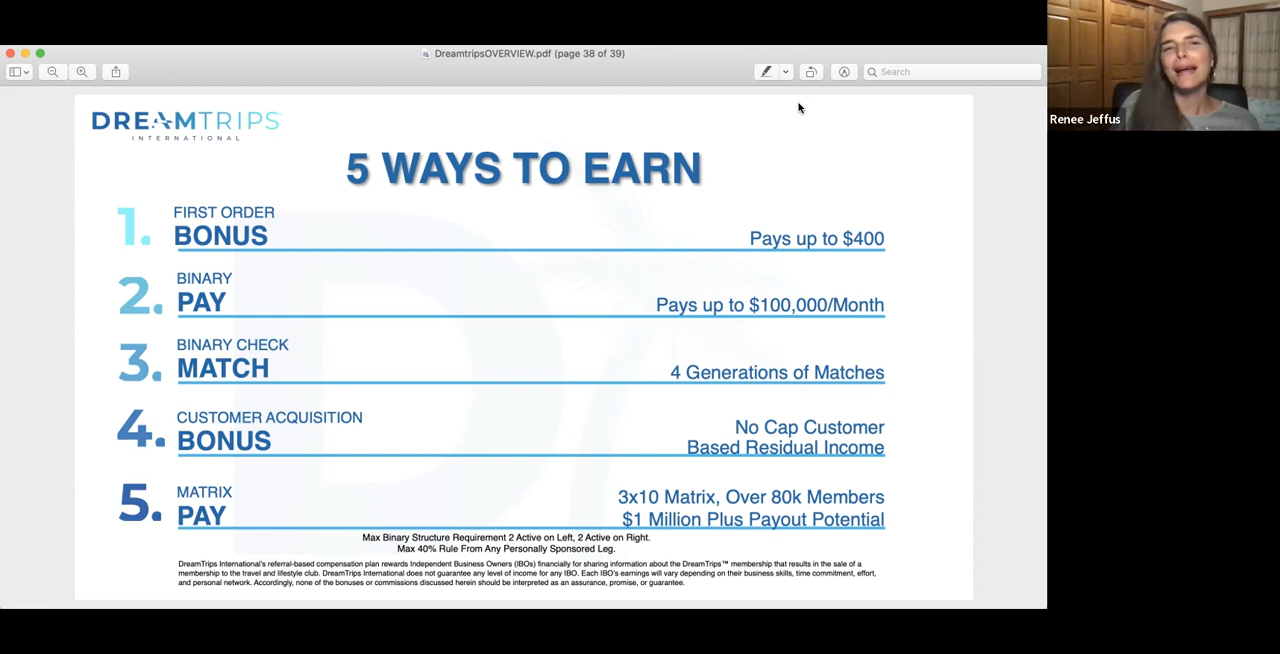 DreamtripsOVERVIEW.pdf (page 38 of 39)
Search
Renee Jeffus
DREAMTRIPS
INTERNATIONAL
5 WAYS TO EARN
1. FIRST ORDER
BONUS
Pays up to $400
2. BINARY
PAY
Pays up to $100,000/Month
3. BINARY CHECK
MATCH
4 Generations of Matches
4. CUSTOMER ACQUISITION
BONUS
No Cap Customer
Based Residual Income
5. MATRIX
PAY
3x10 Matrix, Over 80k Members
$1 Million Plus Payout Potential
Max Binary Structure Requirement 2 Active on Left, 2 Active on Right.
Max 40% Rule From Any Personally Sponsored Leg.
DreamTrips International's referral-based compensation plan rewards Independent Business Owners (IBOs) financially for sharing information about the DreamTrips™ membership that results in the sale of a
membership to the travel and lifestyle club. DreamTrips International does not guarantee any level of income for any IBO. Each IBO's earnings will vary depending on their business skills, time commitment, effort,
and personal network. Accordingly, none of the bonuses or commissions discussed herein should be interpreted as an assurance, promise, or guarantee.